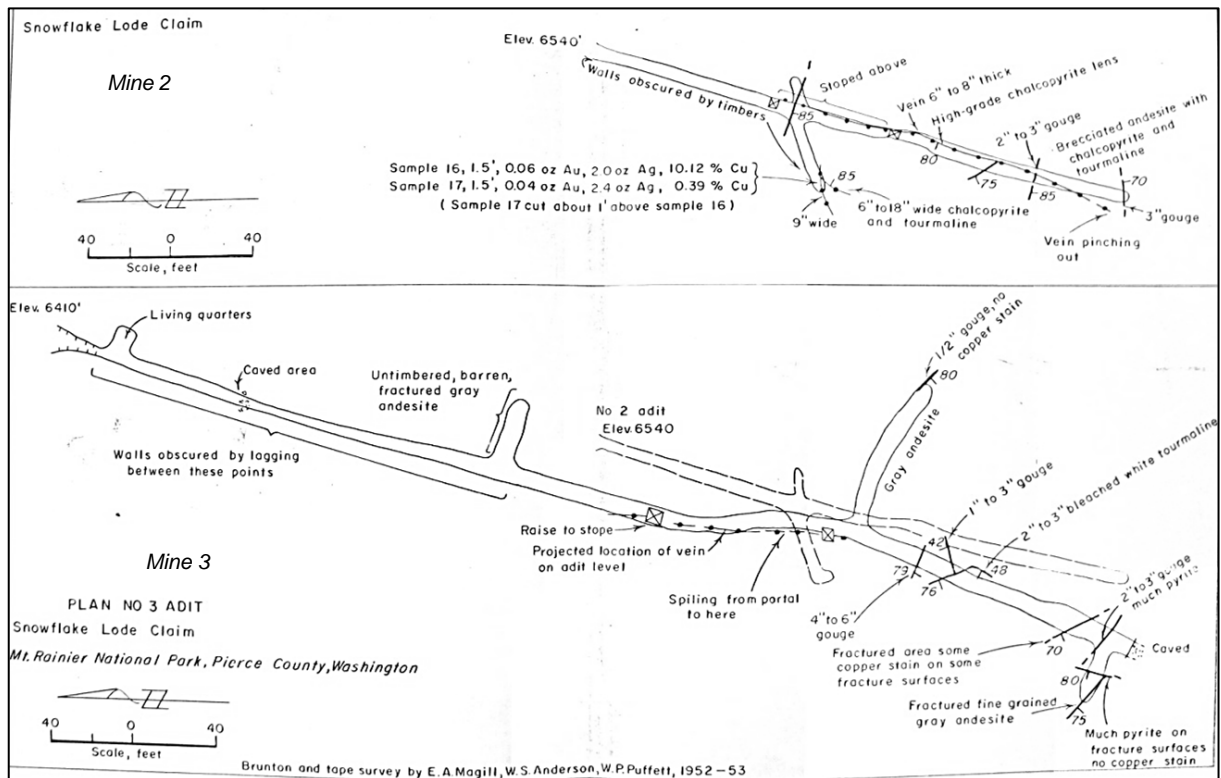 Snowflake Lode Claim
Mine 2
Elev. 6540'
Walls obscured by timbers
Stoped above
Vein 6" to 8" thick
High-grade chalcopyrite lens
2" to 3" gouge
Brecciated andesite with
chalcopyrite and
tourmaline
85
80
75
85
70
3" gouge
Vein pinching
out
Sample 16, 1.5', 0.06 oz Au, 2.0 oz Ag, 10.12 % Cu
Sample 17, 1.5', 0.04 oz Au, 2.4 oz Ag, 0.39 % Cu
( Sample 17 cut about 1' above sample 16 )
85
6" to 18" wide chalcopyrite
and tourmaline
9" wide
N
40 0 40
Scale, feet
Elev. 6410'
Living quarters
Caved area
Walls obscured by lagging
between these points
Untimbered, barren,
fractured gray
andesite
No 2 adit
Elev. 6540
1/2" gouge, no
copper stain
80
Gray andesite
1" to 3" gouge
2" to 3" bleached white tourmaline
42
48
79
76
4" to 6"
gouge
Raise to stope
Projected location of vein
on adit level
Spiling from portal
to here
Fractured area some
copper stain on some
fracture surfaces
70
2" to 3" gouge
much pyrite
Caved
80
75
Fractured fine grained
gray andesite
Much pyrite on
fracture surfaces
no copper stain
Mine 3
PLAN NO 3 ADIT
Snowflake Lode Claim
Mt. Rainier National Park, Pierce County, Washington
N
40 0 40
Scale, feet
Brunton and tape survey by E.A. Magill, W.S. Anderson, W.P. Puffett, 1952-53